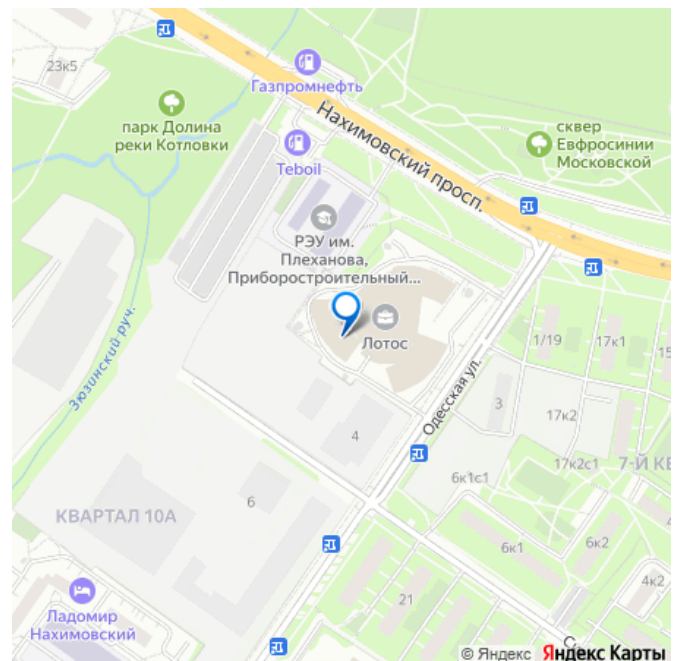 23к5
Газпромнефть
парк Долина
реки Котловки
Teboil
Нахимовский просп.
сквер
Евфросинии
Московской
РЭУ им.
Плеханова,
Приборостроительный...
Лотос
Зюзинский руч.
Одесская ул.
1/19
17к1
15
3
17к2
4
17к2с1
7-Й КВ
6к1с1
КВАРТАЛ 10А
6
6к1
6к2
4к2
21
Ладомир
Нахимовский
© Яндекс Яндекс Карты